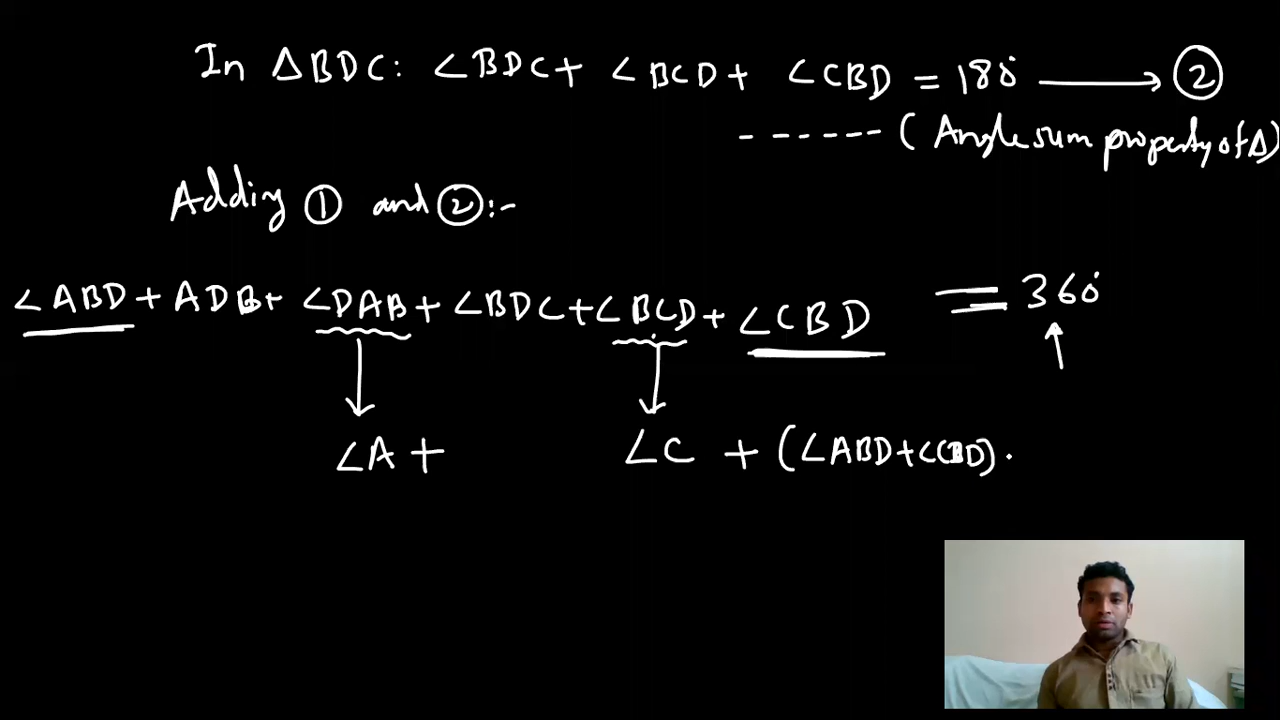 In ΔBDC: ∠BDC + ∠BCD + ∠CBD = 180° ⟶ ②
------ (Angle sum property of Δ)
Adding ① and ②:-
∠ABD + ADB + ∠DAB + ∠BDC + ∠BCD + ∠CBD = 360°
∠A + ∠C + (∠ABD + ∠CBD) .